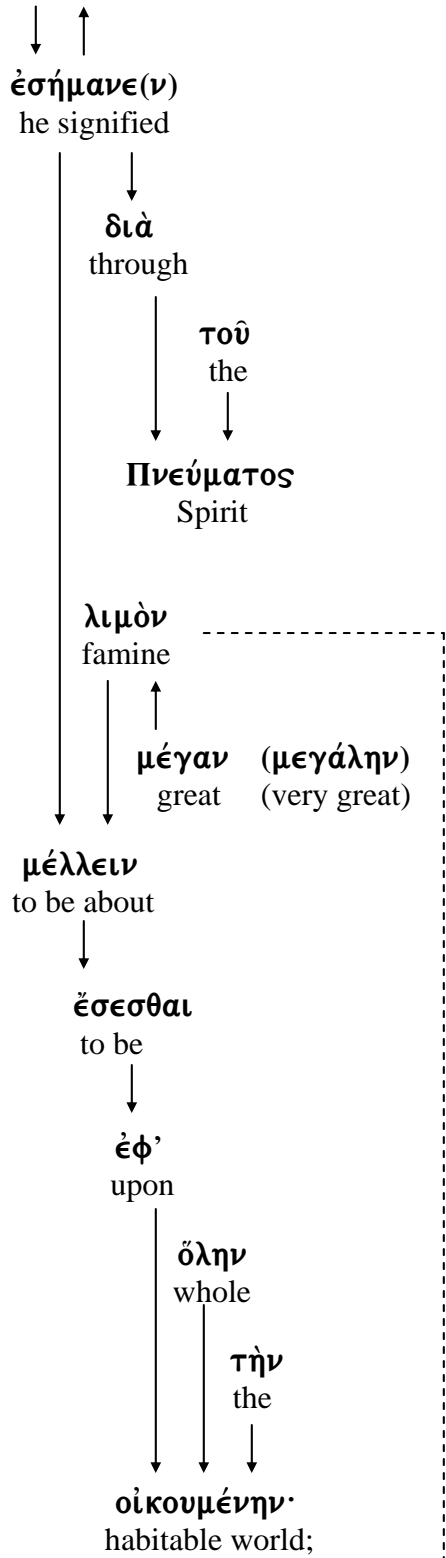 ἐσήμανε(ν)
he signified
διὰ
through
τοῦ
the
Πνεύματος
Spirit
λιμὸν
famine
μέγαν (μεγάλην)
great (very great)
μέλλειν
to be about
ἔσεσθαι
to be
ἐφ’
upon
ὅλην
whole
τὴν
the
οἰκουμένην·
habitable world;